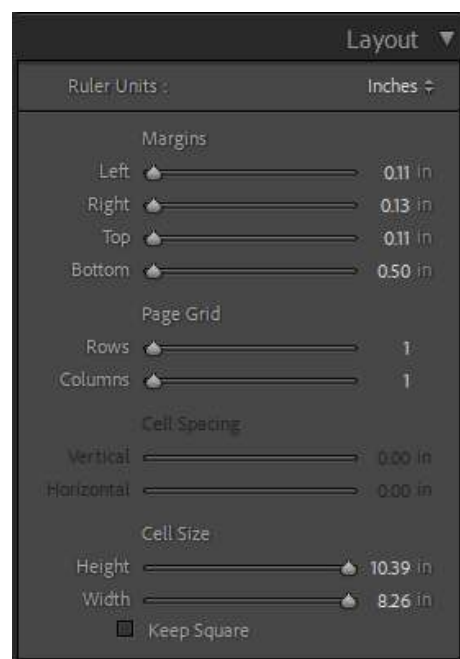 Layout ▼
Ruler Units : Inches
Margins
Left 0.11 in
Right 0.13 in
Top 0.11 in
Bottom 0.50 in
Page Grid
Rows 1
Columns 1
Cell Spacing
Vertical 0.00 in
Horizontal 0.00 in
Cell Size
Height 10.39 in
Width 8.26 in
Keep Square